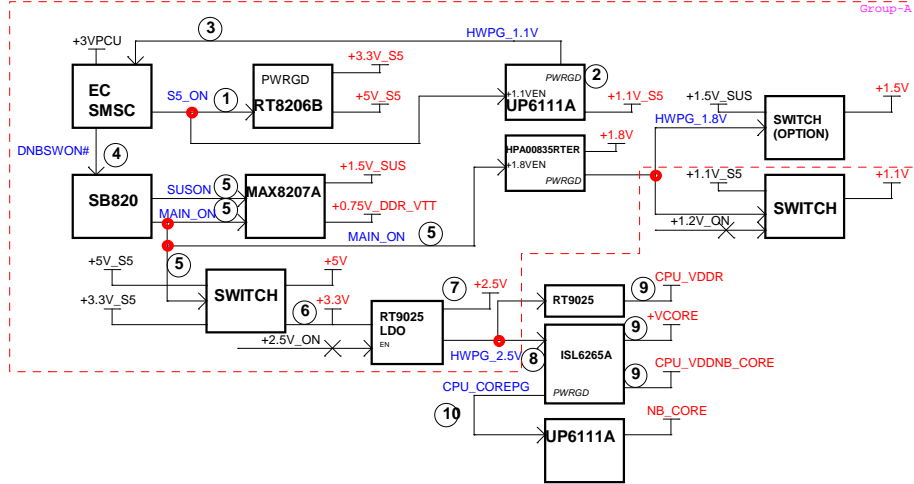 Group-A
3
HWPG_1.1V
+3VPCU
+3.3V_S5
EC
SMSC
S5_ON
1
PWRGD
RT8206B
+5V_S5
PWRGD
2
+1.1VEN
UP6111A
+1.1V_S5
+1.5V_SUS
+1.5V
HWPG_1.8V
SWITCH
(OPTION)
DNBSWON#
4
+1.8V
HPA00835RTER
+1.8VEN
PWRGD
+1.5V_SUS
+1.1V_S5
+1.1V
SB820
SUSON
5
MAX8207A
MAIN_ON
5
+0.75V_DDR_VTT
SWITCH
+1.2V_ON
MAIN_ON
5
5
+5V_S5
+5V
SWITCH
+3.3V_S5
6
+3.3V
7
+2.5V
RT9025
LDO
EN
+2.5V_ON
HWPG_2.5V
RT9025
9
CPU_VDDR
+VCORE
9
8
ISL6265A
9
CPU_VDDNB_CORE
PWRGD
CPU_COREPG
10
UP6111A
NB_CORE